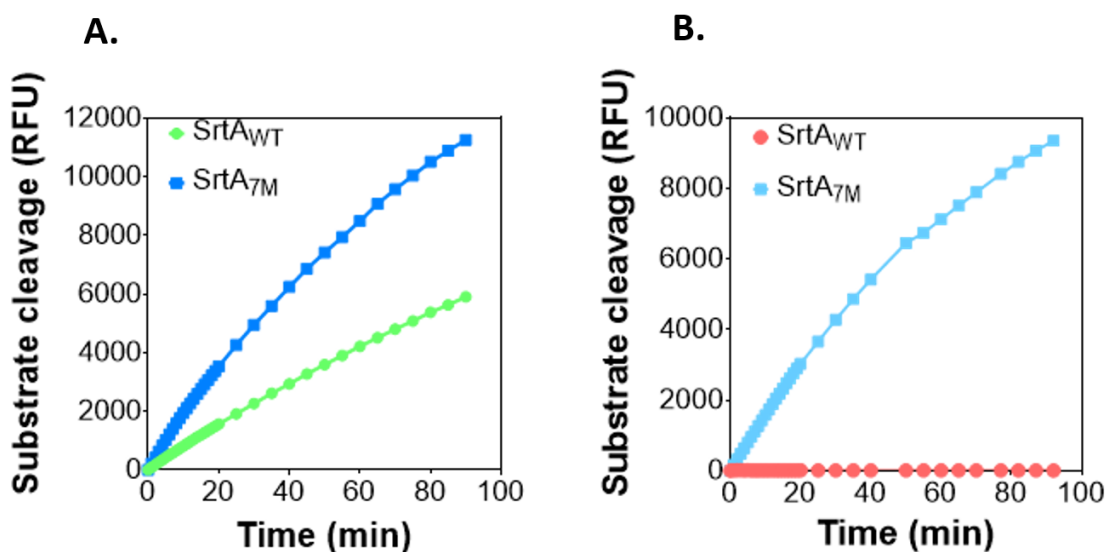 A.
Substrate cleavage (RFU)
12000
10000
8000
6000
4000
2000
0
SrtAWT
SrtA7M
0 20 40 60 80 100
Time (min)
B.
Substrate cleavage (RFU)
10000
8000
6000
4000
2000
0
SrtAWT
SrtA7M
0 20 40 60 80 100
Time (min)